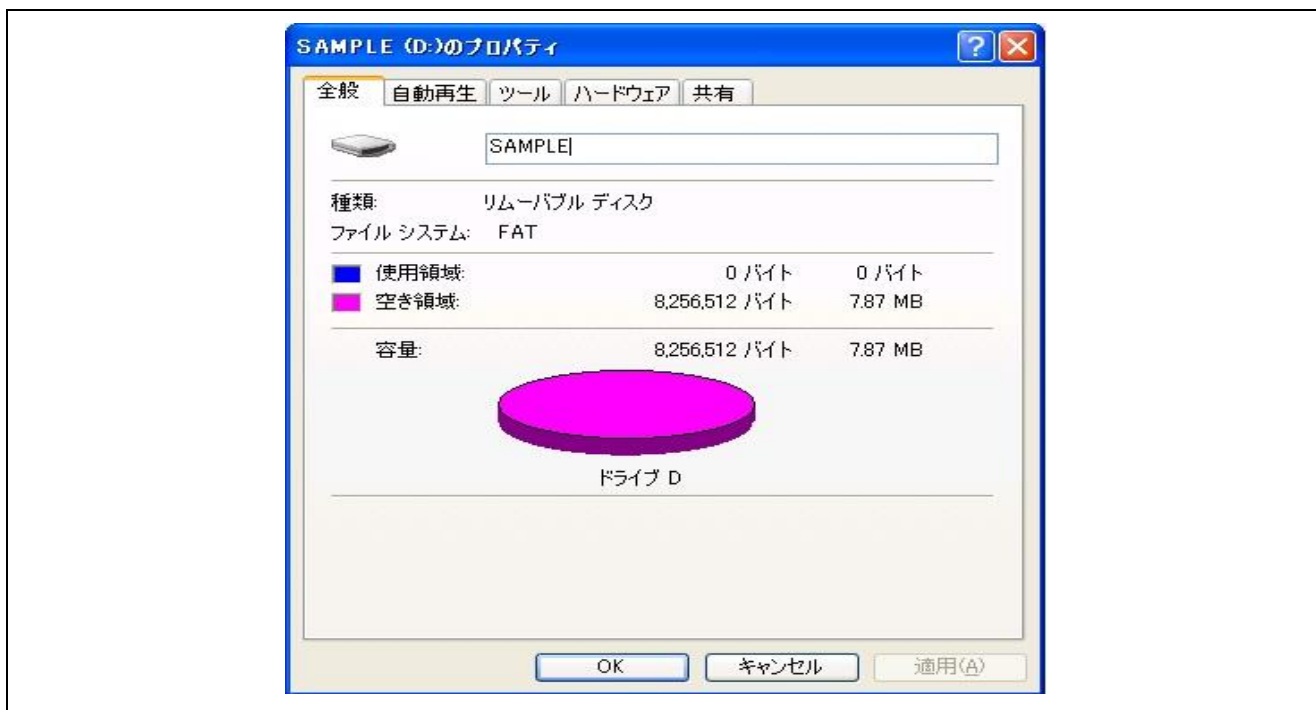 SAMPLE (D:)のプロパティ
全般 自動再生 ツール ハードウェア 共有
SAMPLE
種類: リムーバブル ディスク
ファイル システム: FAT
使用領域: 0 バイト 0 バイト
空き領域: 8,256,512 バイト 7.87 MB
容量: 8,256,512 バイト 7.87 MB
ドライブ D
OK キャンセル 適用(A)